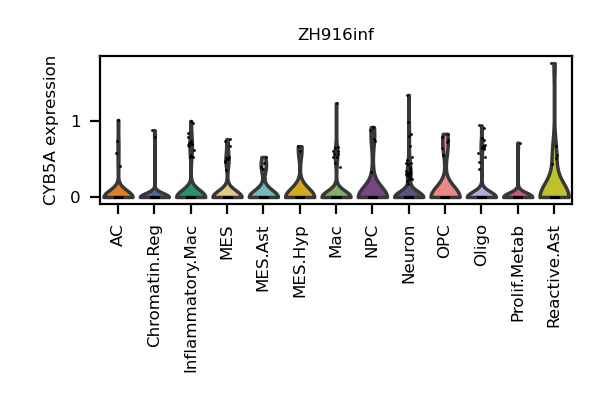 ZH916inf
CYB5A expression
1
0
AC
Chromatin.Reg
Inflammatory.Mac
MES
MES.Ast
MES.Hyp
Mac
NPC
Neuron
OPC
Oligo
Prolif.Metab
Reactive.Ast